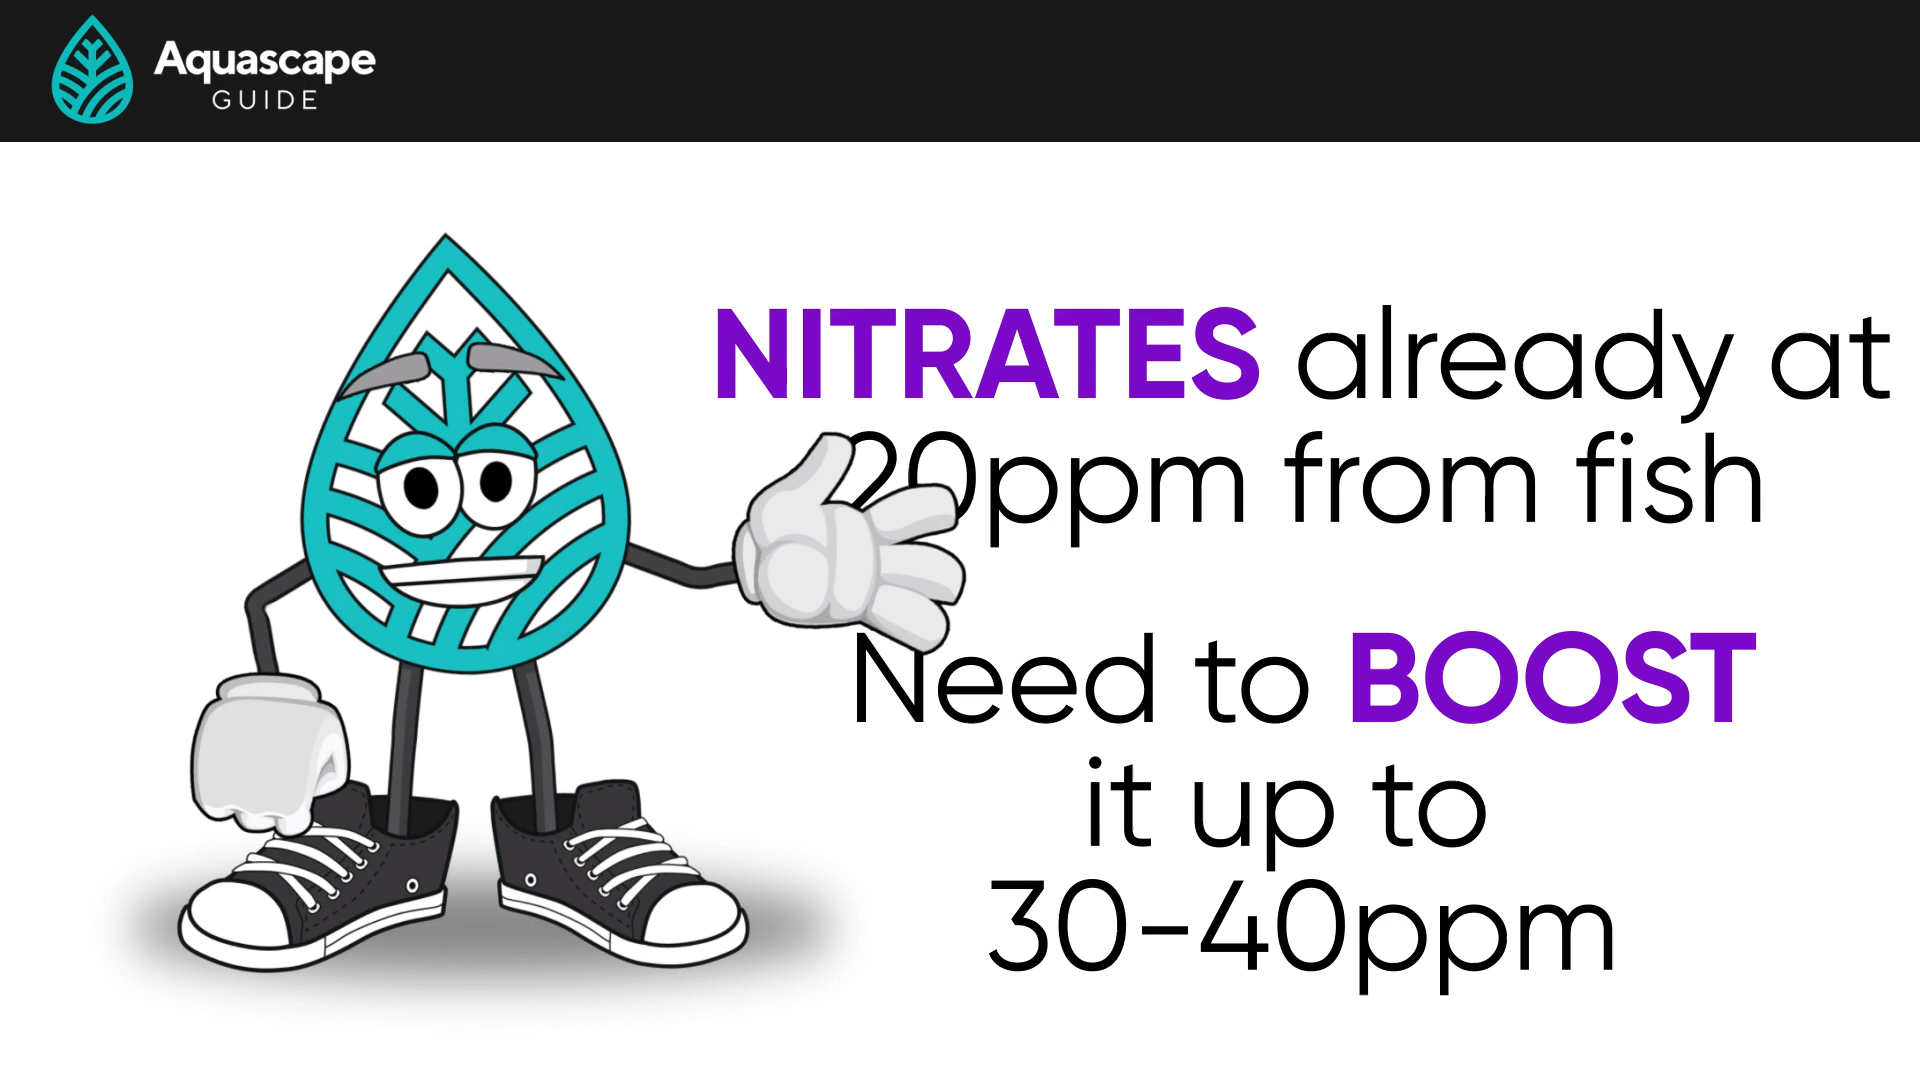 Aquascape
GUIDE
NITRATES already at
20ppm from fish
Need to BOOST
it up to
30-40ppm